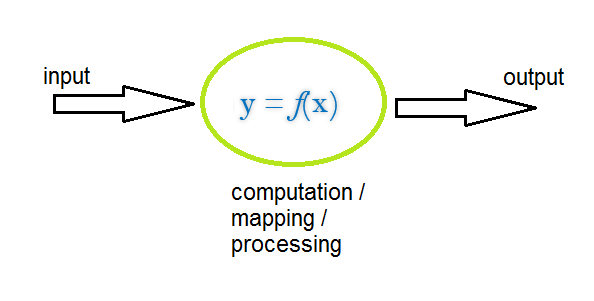 input
output
y = f(x)
computation /
mapping /
processing